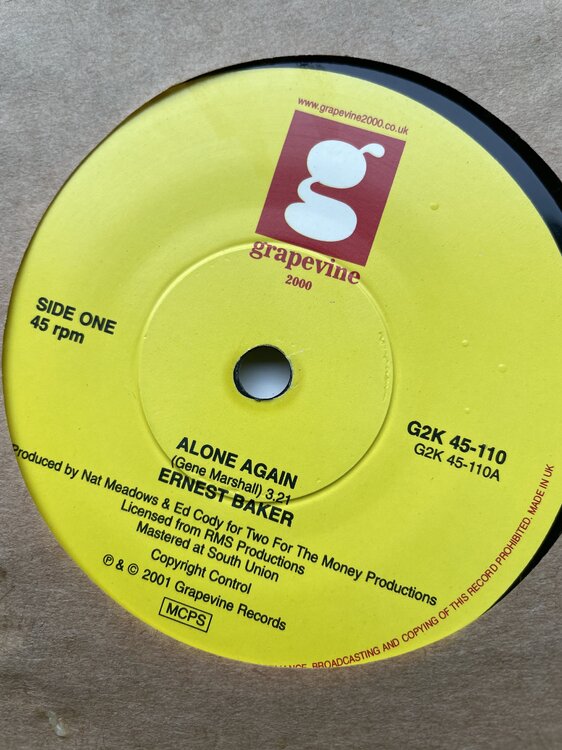 www.grapevine2000.co.uk
g
grapevine
2000
SIDE ONE
45 rpm
G2K 45-110
G2K 45-110A
ALONE AGAIN
(Gene Marshall) 3.21
ERNEST BAKER
Produced by Nat Meadows & Ed Cody for Two For The Money Productions
Licensed from RMS Productions
Mastered at South Union
Copyright Control
℗ & © 2001 Grapevine Records
MCPS
BROADCASTING AND COPYING OF THIS RECORD PROHIBITED. MADE IN UK